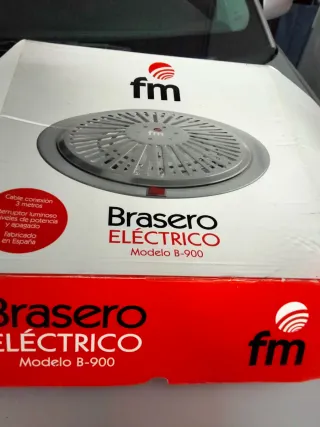 fm
fm
Cable conexión
3 metros
Interruptor luminoso
niveles de potencia
y apagado
Fabricado
en España
Brasero
ELÉCTRICO
Modelo B-900
Brasero
ELÉCTRICO
Modelo B-900
fm